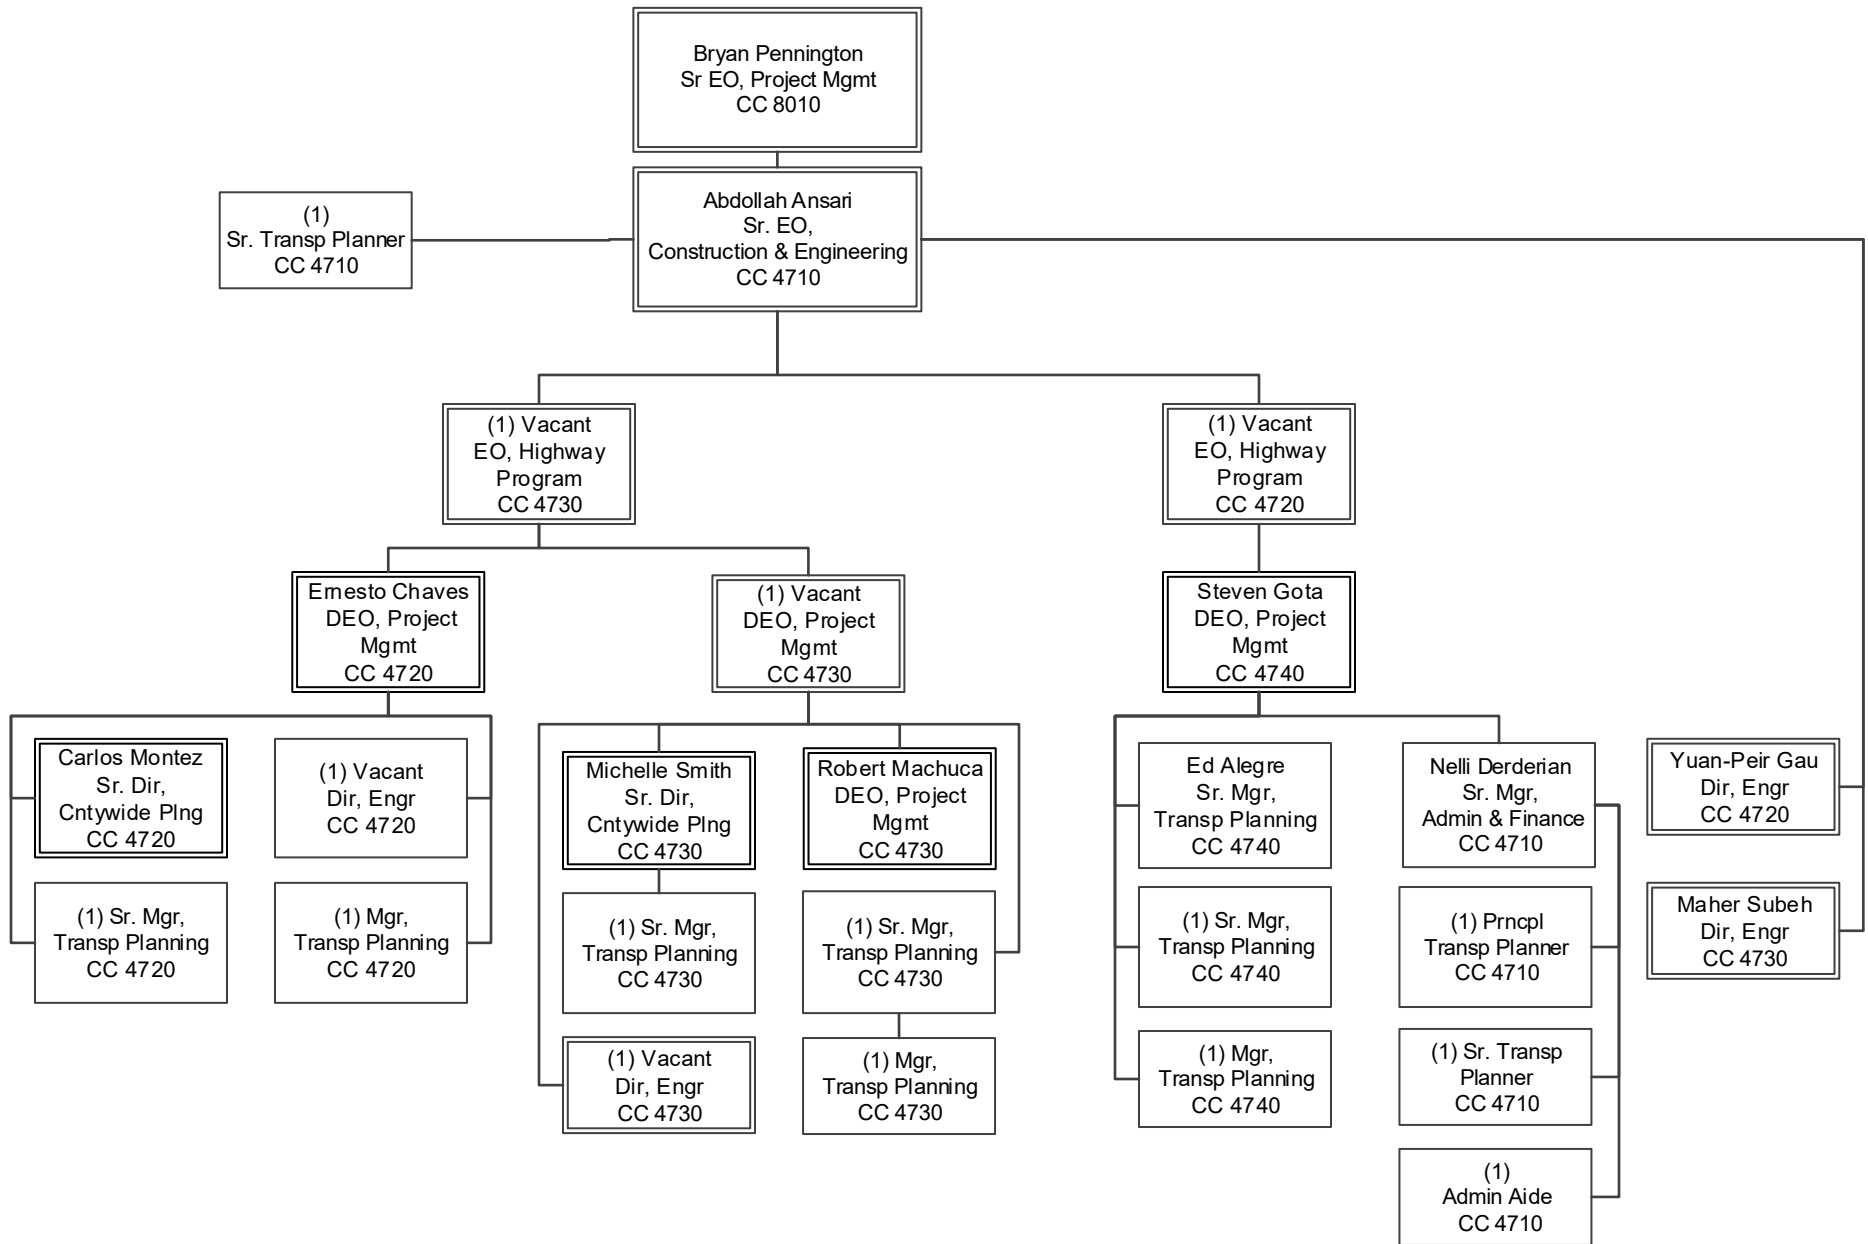 Bryan Pennington
Sr EO, Project Mgmt
CC 8010
(1)
Sr. Transp Planner
CC 4710
Abdollah Ansari
Sr. EO,
Construction & Engineering
CC 4710
(1) Vacant
EO, Highway
Program
CC 4730
(1) Vacant
EO, Highway
Program
CC 4720
Ernesto Chaves
DEO, Project
Mgmt
CC 4720
(1) Vacant
DEO, Project
Mgmt
CC 4730
Steven Gota
DEO, Project
Mgmt
CC 4740
Carlos Montez
Sr. Dir,
Cntywide Plng
CC 4720
(1) Vacant
Dir, Engr
CC 4720
Michelle Smith
Sr. Dir,
Cntywide Plng
CC 4730
Robert Machuca
DEO, Project
Mgmt
CC 4730
Ed Alegre
Sr. Mgr,
Transp Planning
CC 4740
Nelli Derderian
Sr. Mgr,
Admin & Finance
CC 4710
Yuan-Peir Gau
Dir, Engr
CC 4720
(1) Sr. Mgr,
Transp Planning
CC 4720
(1) Mgr,
Transp Planning
CC 4720
(1) Sr. Mgr,
Transp Planning
CC 4730
(1) Sr. Mgr,
Transp Planning
CC 4730
(1) Sr. Mgr,
Transp Planning
CC 4740
(1) Prncpl
Transp Planner
CC 4710
Maher Subeh
Dir, Engr
CC 4730
(1) Vacant
Dir, Engr
CC 4730
(1) Mgr,
Transp Planning
CC 4730
(1) Mgr,
Transp Planning
CC 4740
(1) Sr. Transp
Planner
CC 4710
(1)
Admin Aide
CC 4710